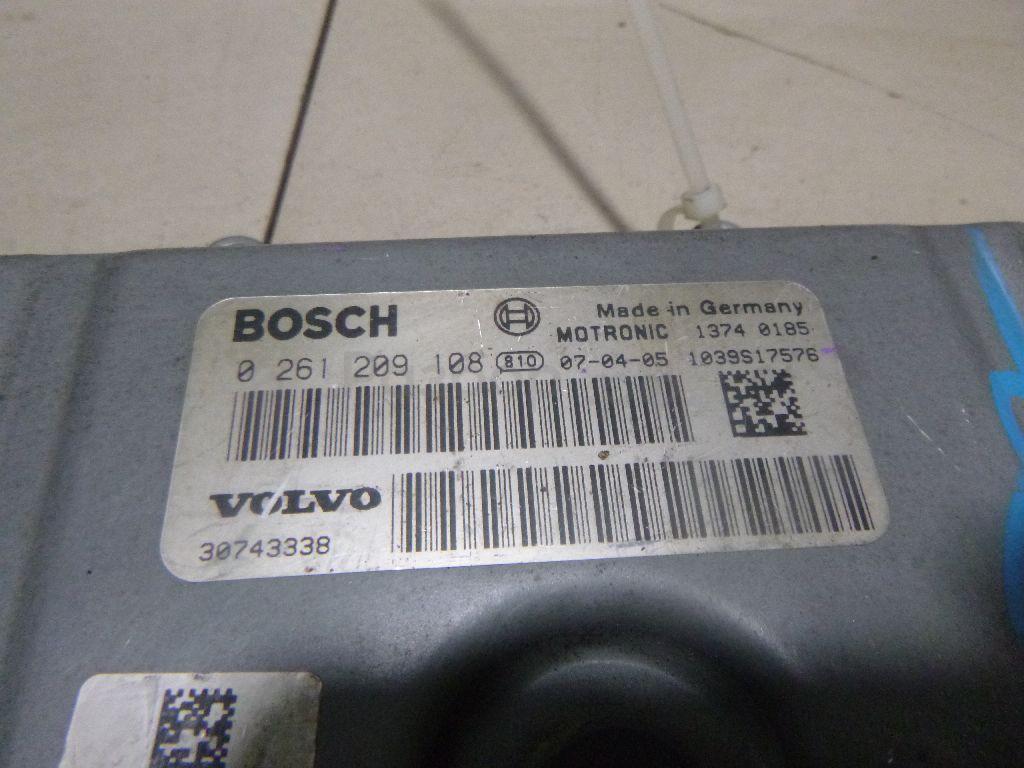 BOSCH
Made in Germany
MOTRONIC 1374 0185
0 261 209 108 810 07-04-05 1039S17576
VOLVO
30743338